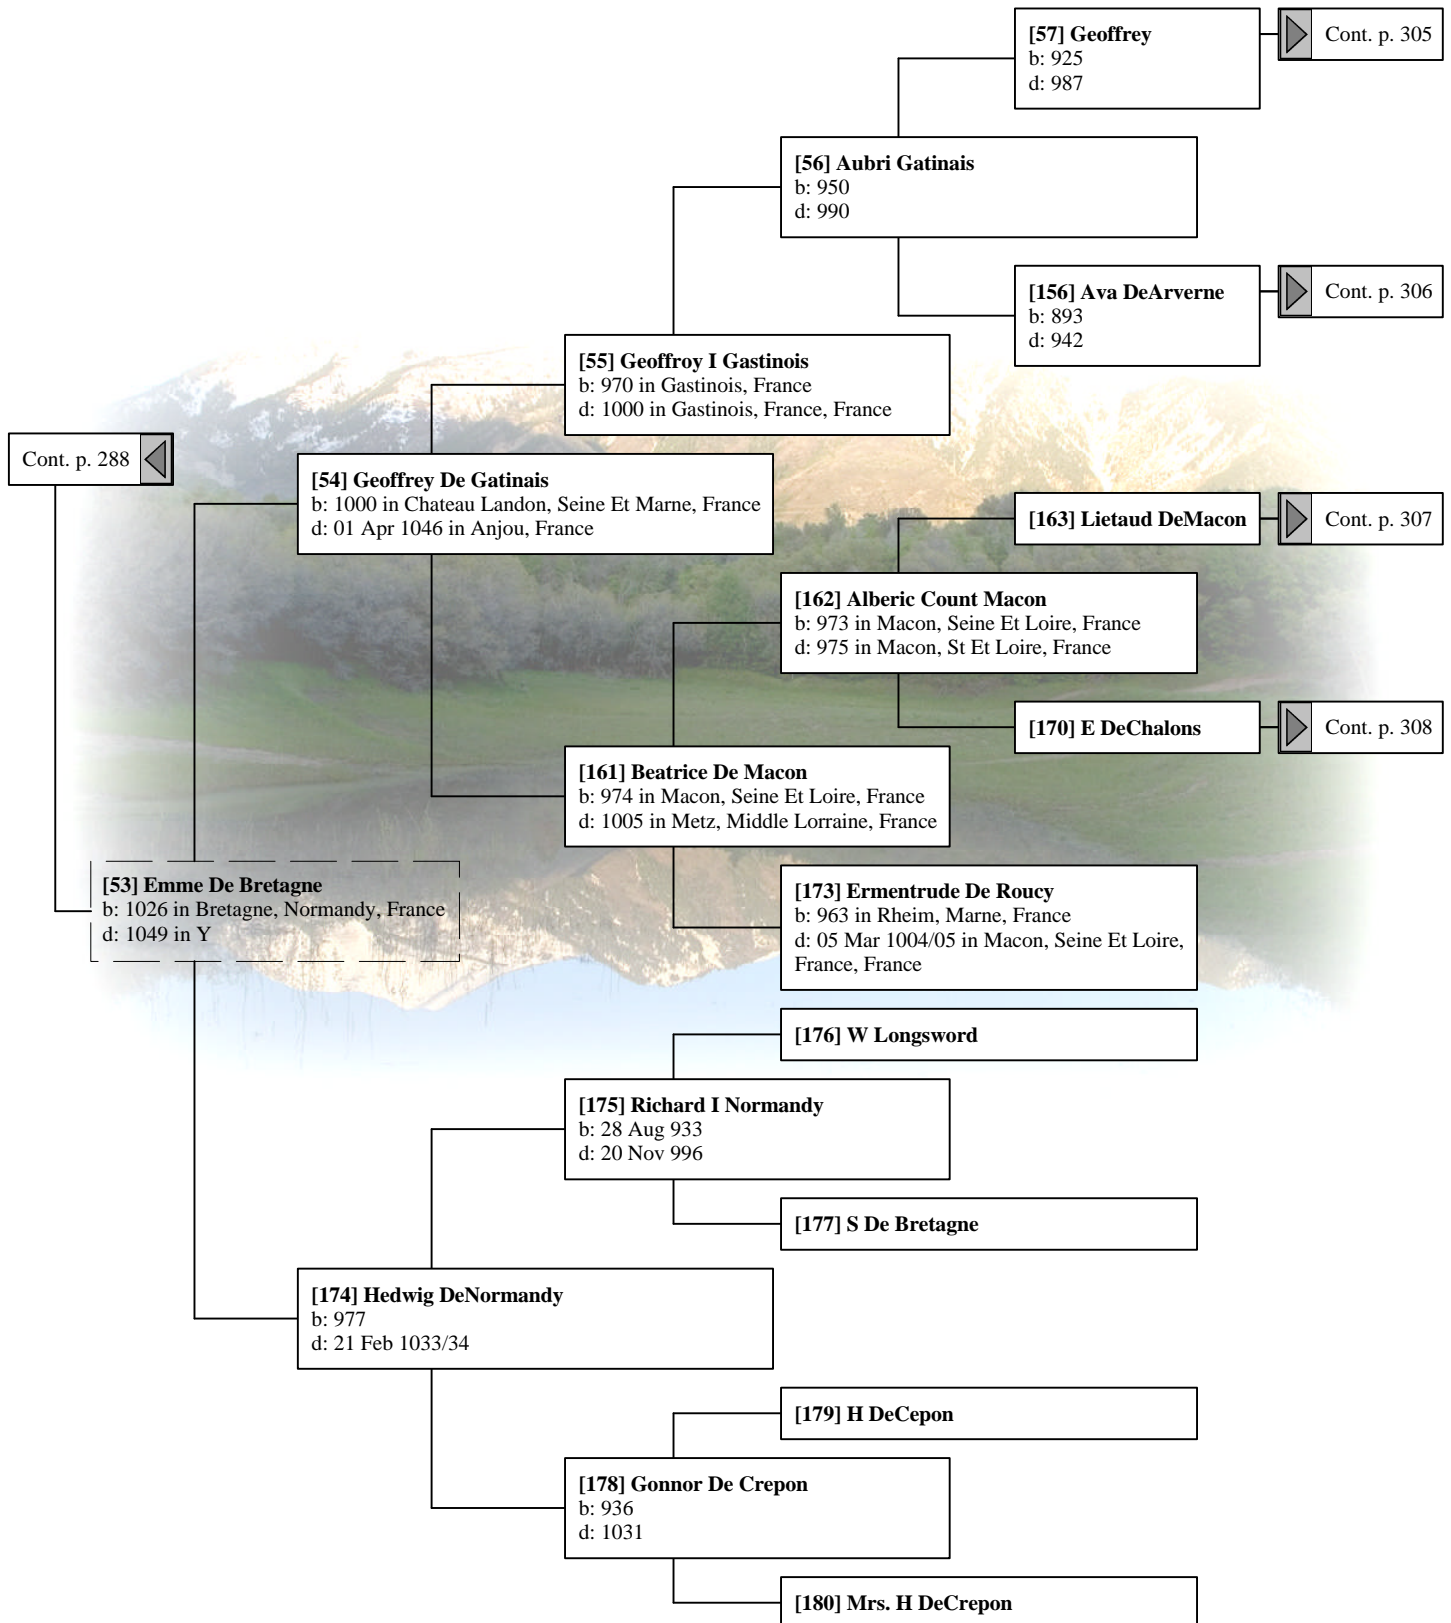 [57] Geoffrey
b: 925
d: 987
Cont. p. 305
[56] Aubri Gatinais
b: 950
d: 990
[156] Ava DeArverne
b: 893
d: 942
Cont. p. 306
[55] Geoffroy I Gastinois
b: 970 in Gastinois, France
d: 1000 in Gastinois, France, France
Cont. p. 288
[54] Geoffrey De Gatinais
b: 1000 in Chateau Landon, Seine Et Marne, France
d: 01 Apr 1046 in Anjou, France
[163] Lietaud DeMacon
Cont. p. 307
[162] Alberic Count Macon
b: 973 in Macon, Seine Et Loire, France
d: 975 in Macon, St Et Loire, France
[170] E DeChalons
Cont. p. 308
[161] Beatrice De Macon
b: 974 in Macon, Seine Et Loire, France
d: 1005 in Metz, Middle Lorraine, France
[53] Emme De Bretagne
b: 1026 in Bretagne, Normandy, France
d: 1049 in Y
[173] Ermentrude De Roucy
b: 963 in Rheim, Marne, France
d: 05 Mar 1004/05 in Macon, Seine Et Loire,
France, France
[176] W Longsword
[175] Richard I Normandy
b: 28 Aug 933
d: 20 Nov 996
[177] S De Bretagne
[174] Hedwig DeNormandy
b: 977
d: 21 Feb 1033/34
[179] H DeCepon
[178] Gonnor De Crepon
b: 936
d: 1031
[180] Mrs. H DeCrepon